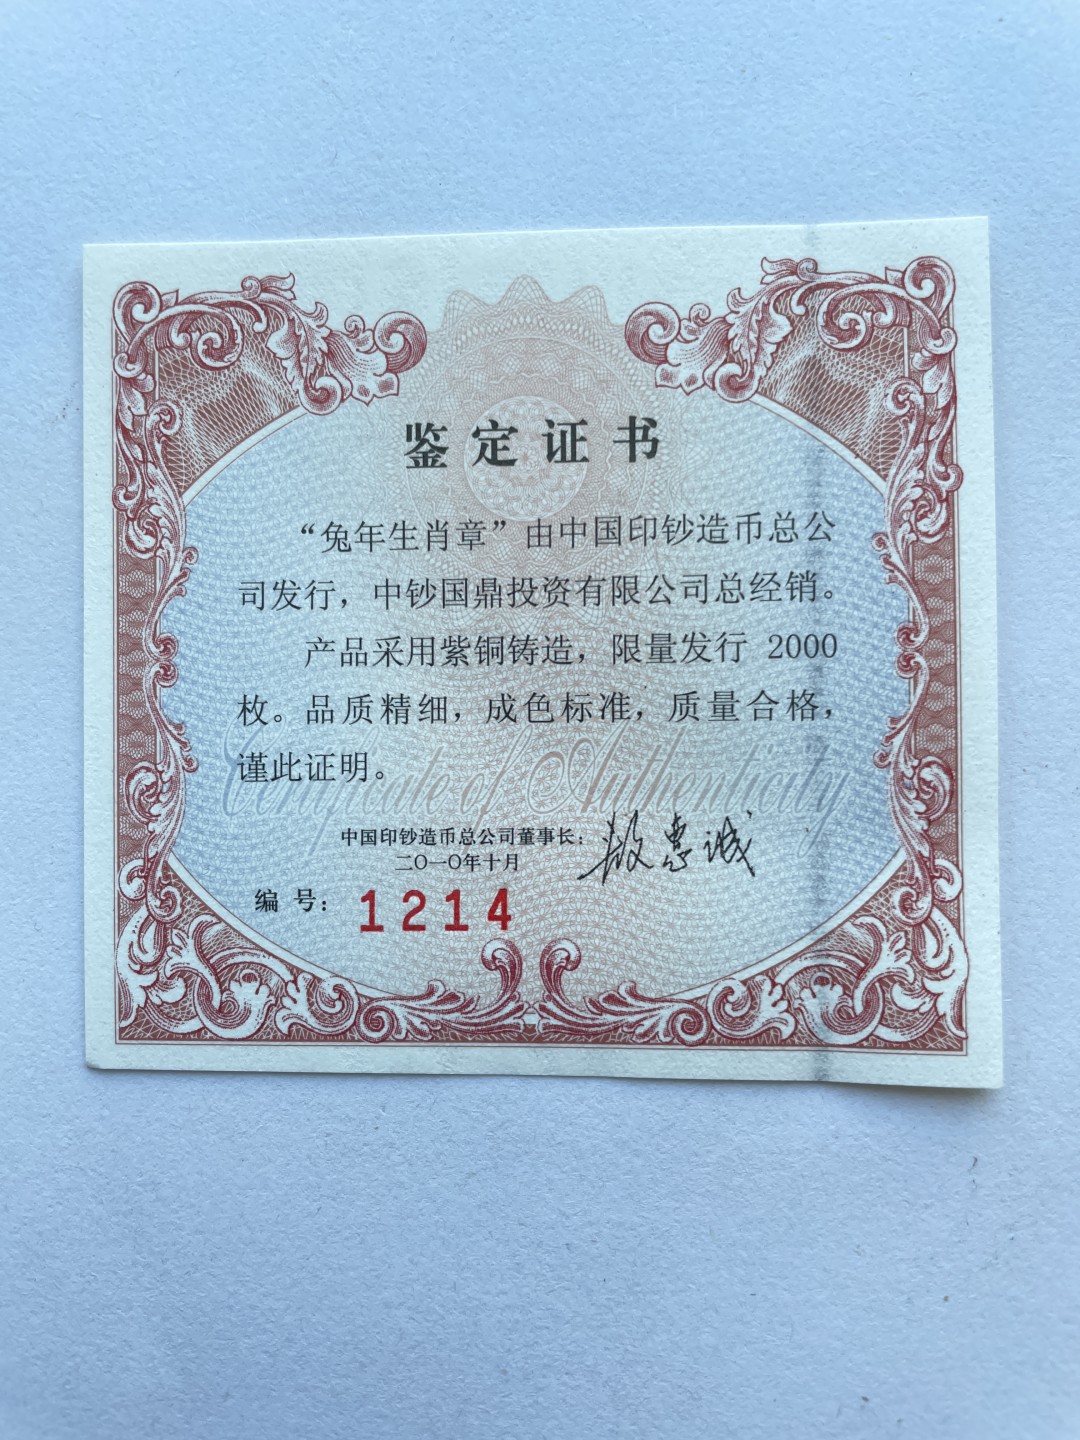 鉴定证书
“兔年生肖章”由中国印钞造币总公
司发行，中钞国鼎投资有限公司总经销。
产品采用紫铜铸造，限量发行 2000
枚。品质精细，成色标准，质量合格，
谨此证明。
Certificate of Authenticity
中国印钞造币总公司董事长：
二〇一〇年十月
编 号： 1214